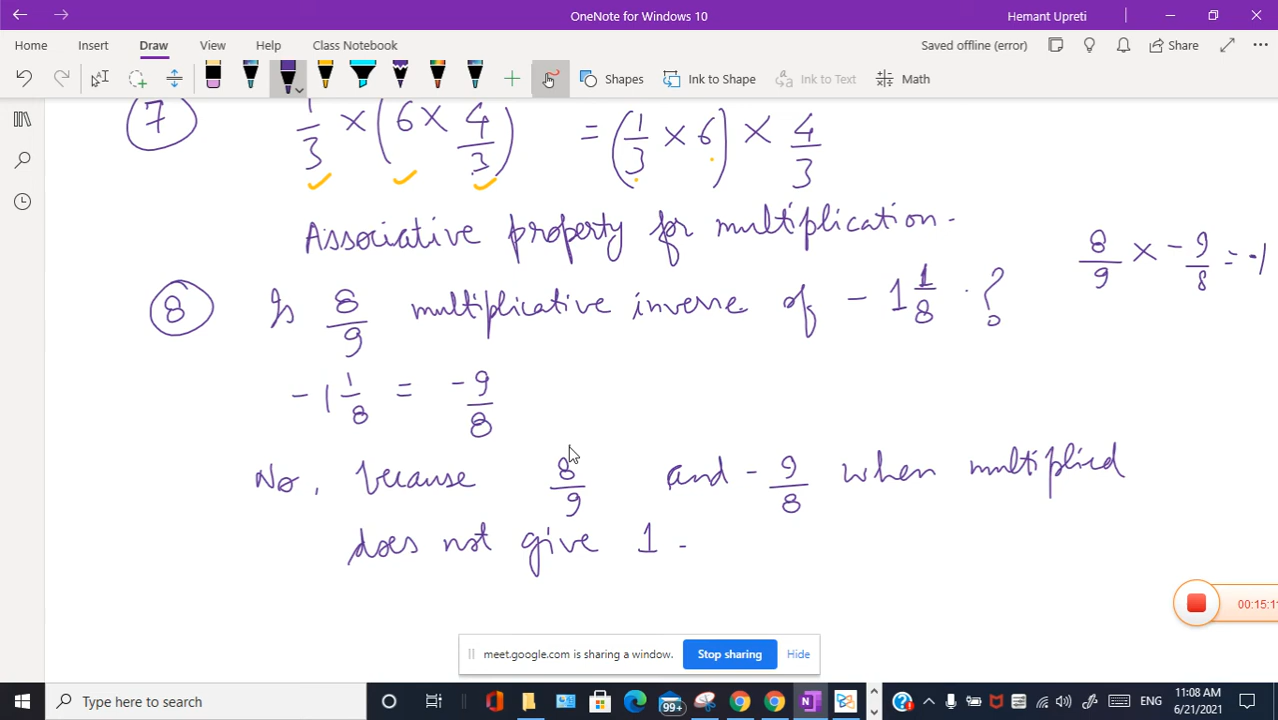 OneNote for Windows 10
Hemant Upreti
Home Insert Draw View Help Class Notebook
Saved offline (error) Share
Shapes Ink to Shape Ink to Text Math
7 1/3 × (6 × 4/3) = (1/3 × 6) × 4/3
Associative property for multiplication.
8/9 × -9/8 = -1
8 Is 8/9 multiplicative inverse of - 1 1/8 . ?
- 1 1/8 = -9/8
No, because 8/9 and - 9/8 when multiplied
does not give 1 -
00:15:1
meet.google.com is sharing a window. Stop sharing Hide
Type here to search
99+
ENG
11:08 AM
6/21/2021